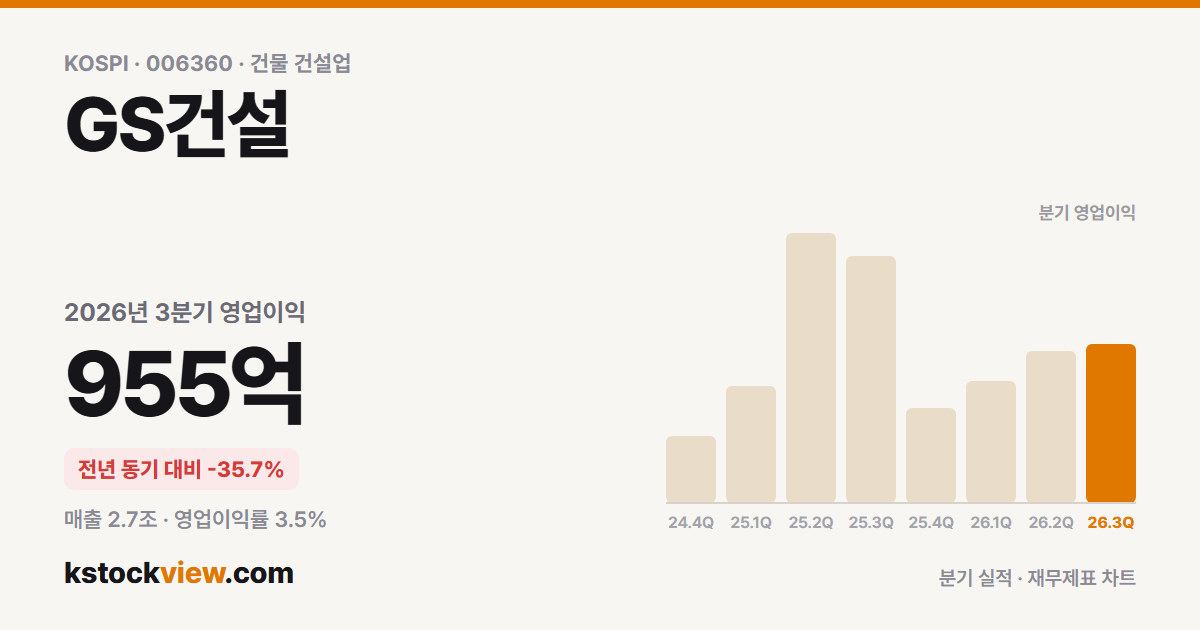 KOSPI · 006360 · 건물 건설업
GS건설
분기 영업이익
2026년 3분기 영업이익
955억
전년 동기 대비 -35.7%
매출 2.7조 · 영업이익률 3.5%
24.4Q 25.1Q 25.2Q 25.3Q 25.4Q 26.1Q 26.2Q 26.3Q
kstockview.com
분기 실적 · 재무제표 차트